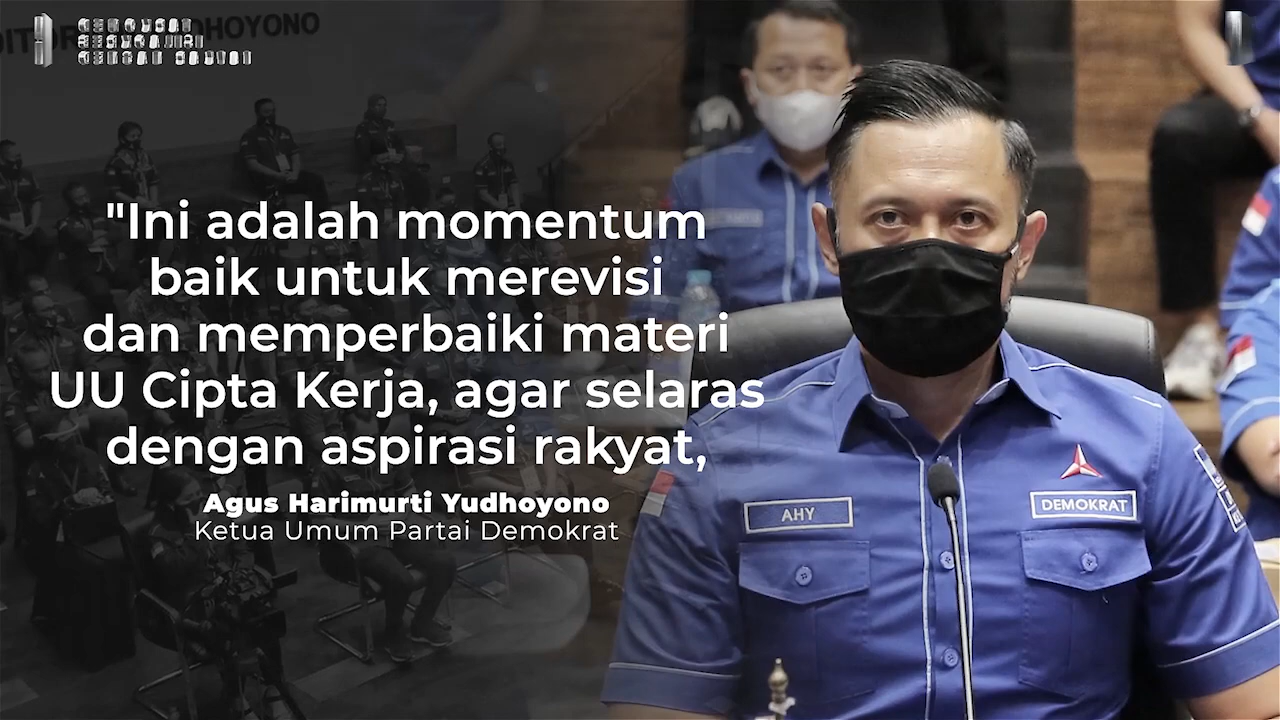 HOYONO
"Ini adalah momentum
baik untuk merevisi
dan memperbaiki materi
UU Cipta Kerja, agar selaras
dengan aspirasi rakyat,
Agus Harimurti Yudhoyono
Ketua Umum Partai Demokrat
AHY
DEMOKRAT